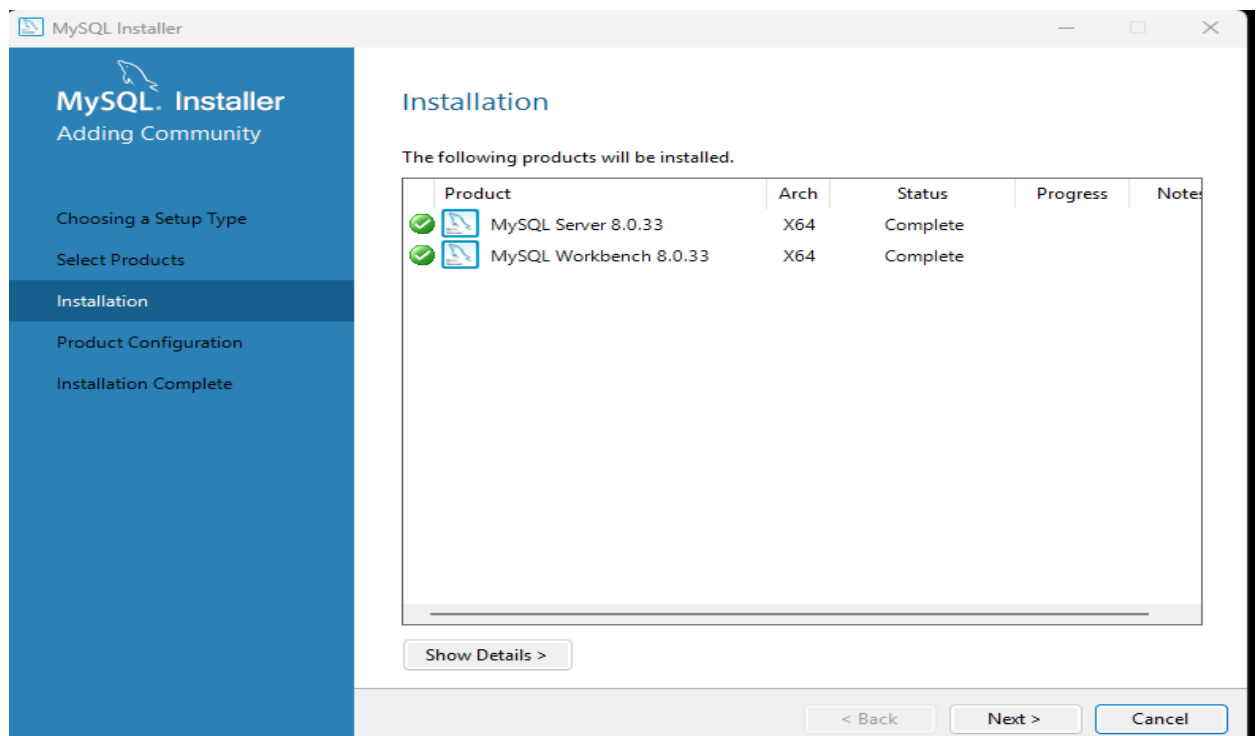 MySQL Installer
MySQL. Installer
Adding Community
Choosing a Setup Type
Select Products
Installation
Product Configuration
Installation Complete
Installation
The following products will be installed.
Product Arch Status Progress Notes
MySQL Server 8.0.33 X64 Complete
MySQL Workbench 8.0.33 X64 Complete
Show Details >
< Back Next > Cancel